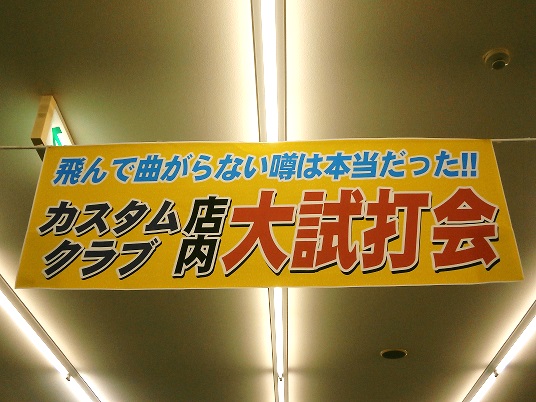 飛んで曲がらない噂は本当だった!!
カスタムクラブ 店内 大試打会